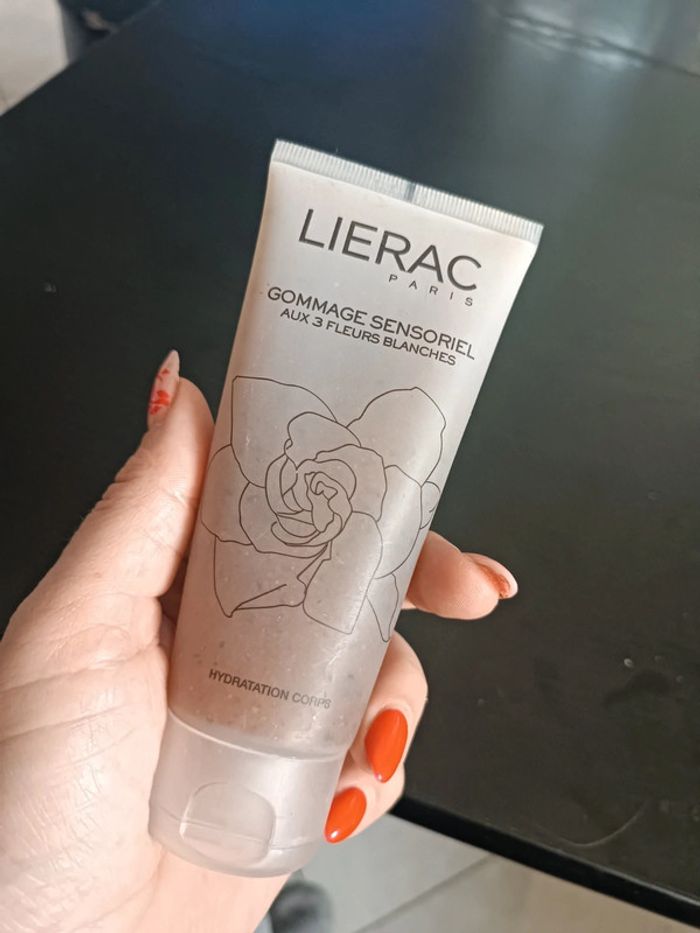 LIERAC
PARIS
GOMMAGE SENSORIEL
AUX 3 FLEURS BLANCHES
HYDRATATION CORPS